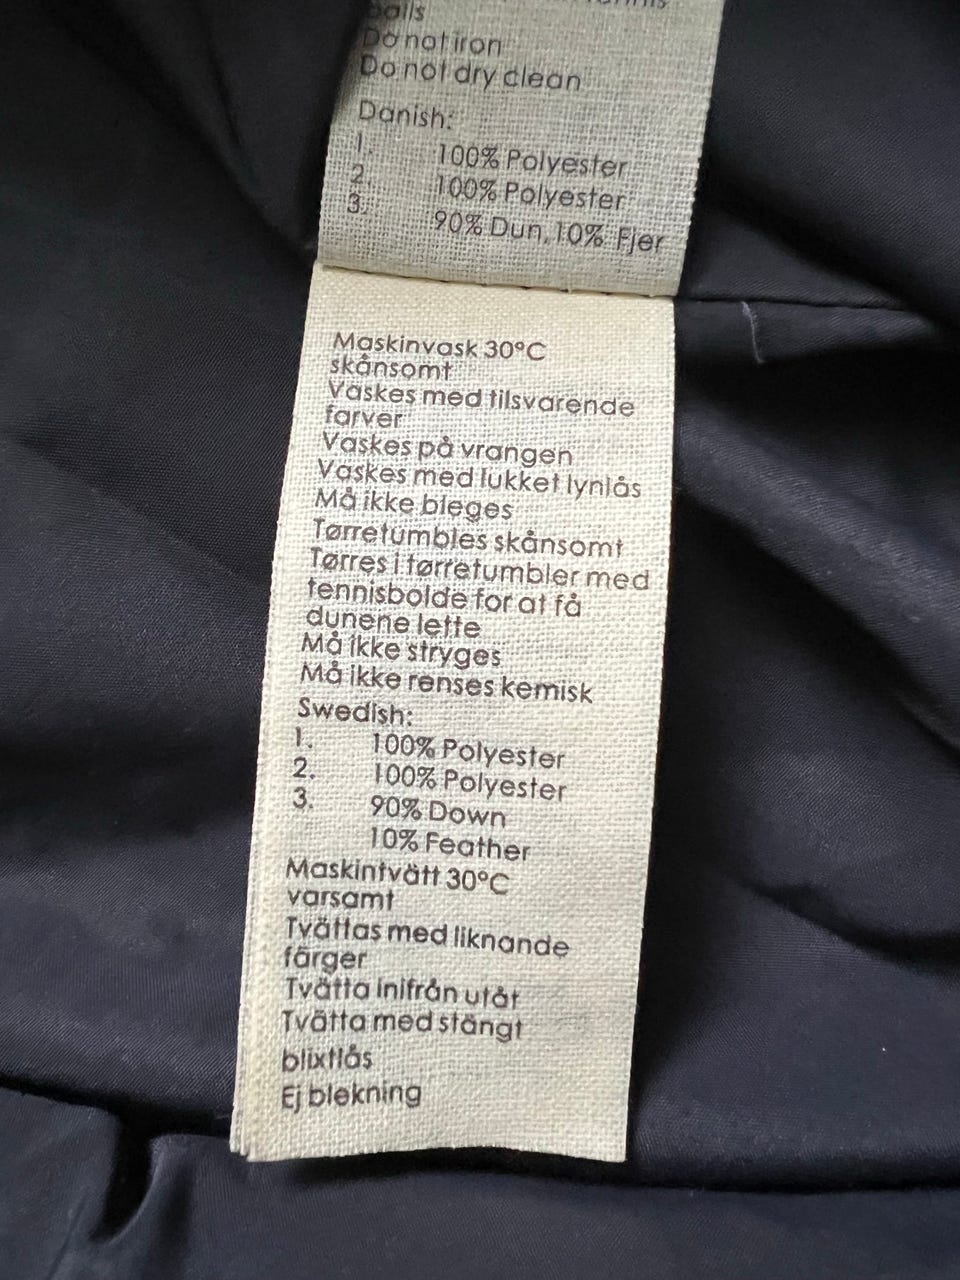 balls
Do not iron
Do not dry clean
Danish:
1. 100% Polyester
2. 100% Polyester
3. 90% Dun, 10% Fjer
Maskinvask 30°C
skånsomt
Vaskes med tilsvarende
farver
Vaskes på vrangen
Vaskes med lukket lynlås
Må ikke bleges
Tørretumbles skånsomt
Tørres i tørretumbler med
tennisbolde for at få
dunene lette
Må ikke stryges
Må ikke renses kemisk
Swedish:
1. 100% Polyester
2. 100% Polyester
3. 90% Down
10% Feather
Maskintvätt 30°C
varsamt
Tvättas med liknande
färger
Tvätta inifrån utåt
Tvätta med stängt
blixtlås
Ej blekning